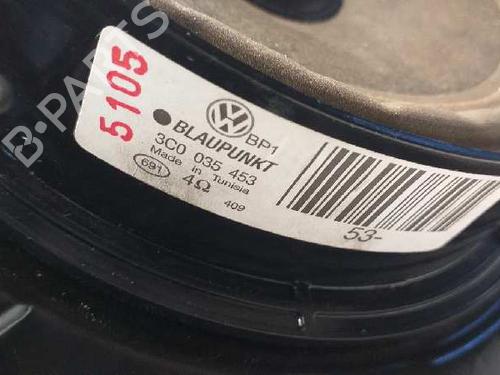 B-PARTS
5105
BP1
BLAUPUNKT
3C0 035 453
Made in Tunisia
691 4Ω
409
53-